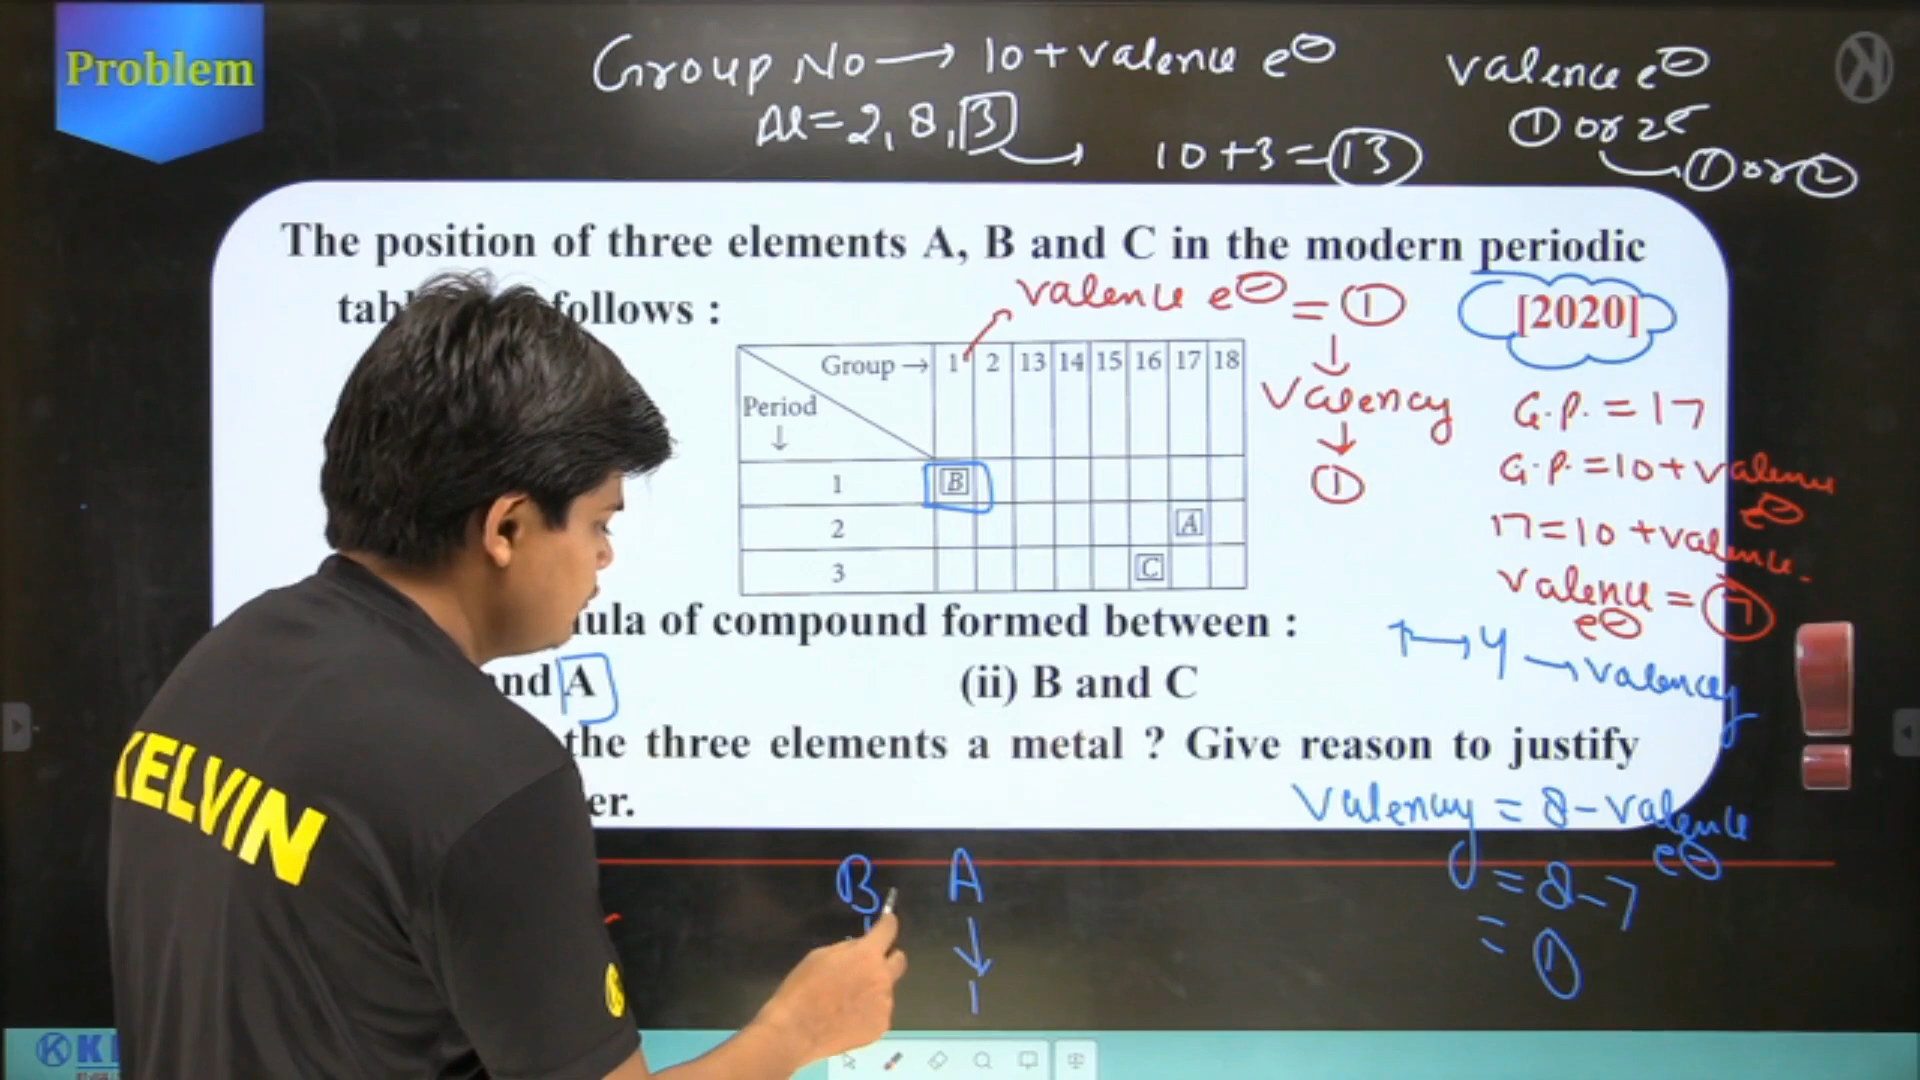 Problem
Group No → 10 + valence e⊖
Al = 2, 8, 3
10 + 3 = 13
valence e⊖
1 or 2e
1 or 2
The position of three elements A, B and C in the modern periodic
follows :
[2020]
valence e⊖ = 1
Valency
1
Group → 1 2 13 14 15 16 17 18
Period
↓
1 B
2 A
3 C
G.P. = 17
G.P. = 10 + valence
e⊖
17 = 10 + valence.
valence = 7
e⊖
of compound formed between :
A
(ii) B and C
valency
the three elements a metal ? Give reason to justify
er.
Valency = 8 - valence
e⊖
= 8 - 7
= 1
B A
↓
1
KELVIN
K